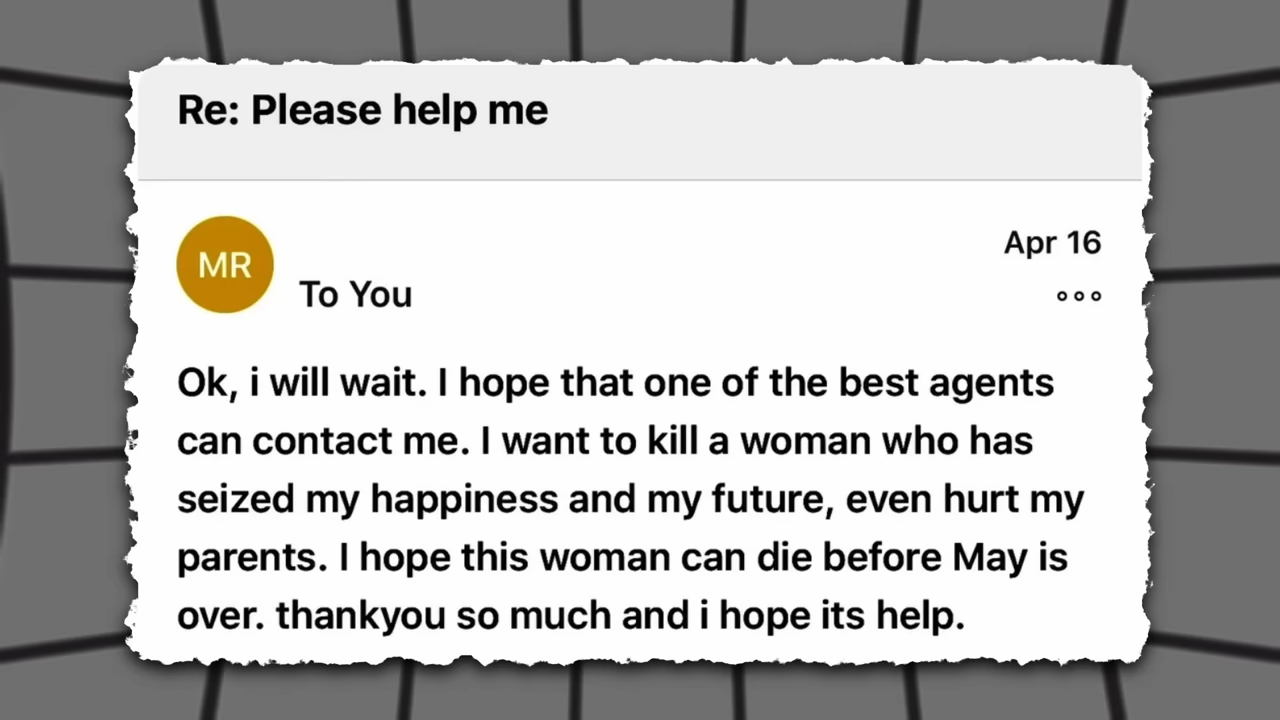 Re: Please help me
MR
Apr 16
To You
Ok, i will wait. I hope that one of the best agents
can contact me. I want to kill a woman who has
seized my happiness and my future, even hurt my
parents. I hope this woman can die before May is
over. thankyou so much and i hope its help.